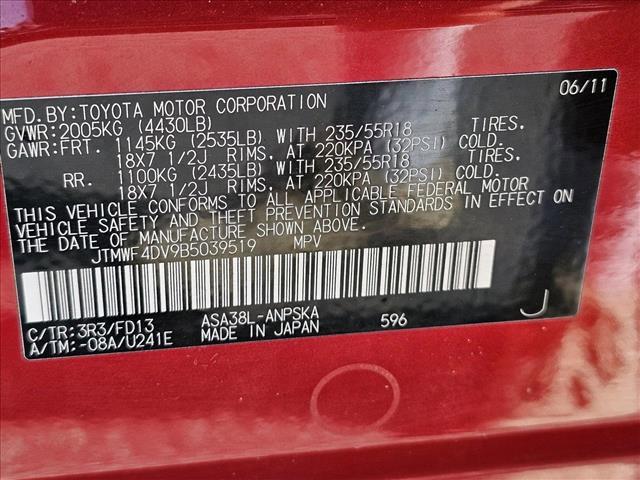 06/11
MFD.BY:TOYOTA MOTOR CORPORATION
GVWR:2005KG (4430LB)
GAWR:FRT. 1145KG (2535LB) WITH 235/55R18 TIRES,
18X7 1/2J RIMS, AT 220KPA (32PSI) COLD.
RR. 1100KG (2435LB) WITH 235/55R18 TIRES,
18X7 1/2J RIMS, AT 220KPA (32PSI) COLD.
THIS VEHICLE CONFORMS TO ALL APPLICABLE FEDERAL MOTOR
VEHICLE SAFETY AND THEFT PREVENTION STANDARDS IN EFFECT ON
THE DATE OF MANUFACTURE SHOWN ABOVE.
JTMWF4DV9B5039519 MPV
C/TR:3R3/FD13 ASA38L-ANPSKA 596 J
A/TM:-08A/U241E MADE IN JAPAN